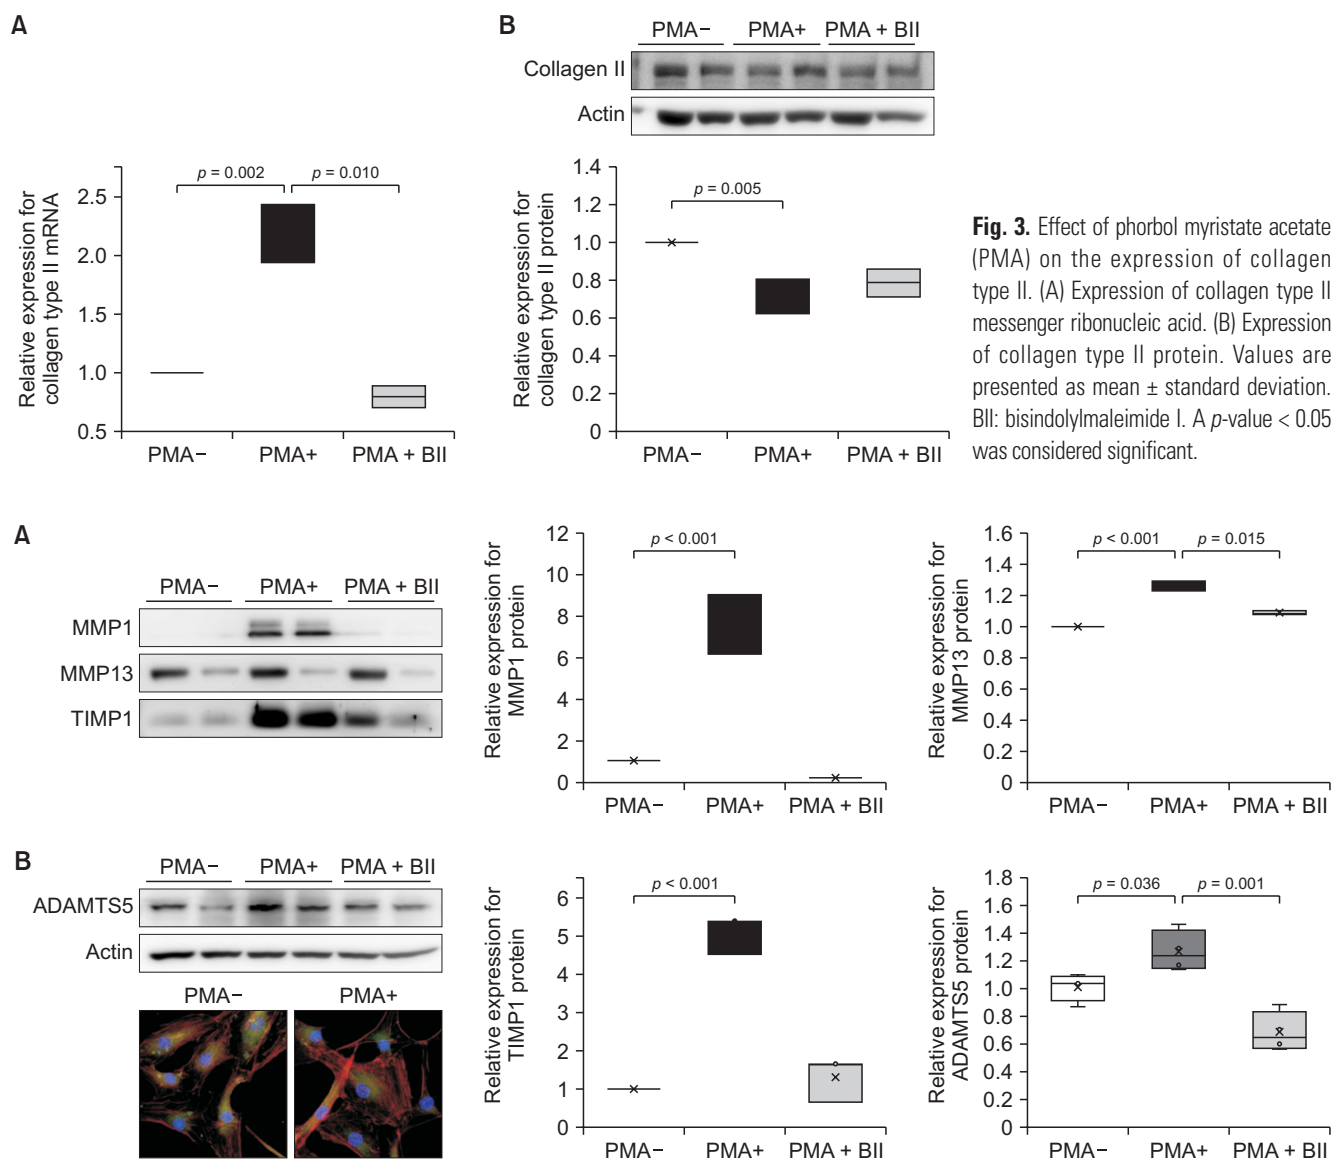 A
B
PMA− PMA+ PMA + BII
Collagen II
Actin
Relative expression for
collagen type II mRNA
2.5
2.0
1.5
1.0
0.5
p = 0.002
p = 0.010
PMA− PMA+ PMA + BII
Relative expression for
collagen type II protein
1.4
1.2
1.0
0.8
0.6
0.4
0.2
0
p = 0.005
PMA− PMA+ PMA + BII
Fig. 3. Effect of phorbol myristate acetate
(PMA) on the expression of collagen
type II. (A) Expression of collagen type II
messenger ribonucleic acid. (B) Expression
of collagen type II protein. Values are
presented as mean ± standard deviation.
BII: bisindolylmaleimide I. A p-value < 0.05
was considered significant.
A
PMA− PMA+ PMA + BII
MMP1
MMP13
TIMP1
Relative expression for
MMP1 protein
12
10
8
6
4
2
0
p < 0.001
PMA− PMA+ PMA + BII
Relative expression for
MMP13 protein
1.6
1.4
1.2
1.0
0.8
0.6
0.4
0.2
0
p < 0.001
p = 0.015
PMA− PMA+ PMA + BII
B
PMA− PMA+ PMA + BII
ADAMTS5
Actin
PMA− PMA+
Relative expression for
TIMP1 protein
6
5
4
3
2
1
0
p < 0.001
PMA− PMA+ PMA + BII
Relative expression for
ADAMTS5 protein
1.8
1.6
1.4
1.2
1.0
0.8
0.6
0.4
0.2
0
p = 0.036
p = 0.001
PMA− PMA+ PMA + BII